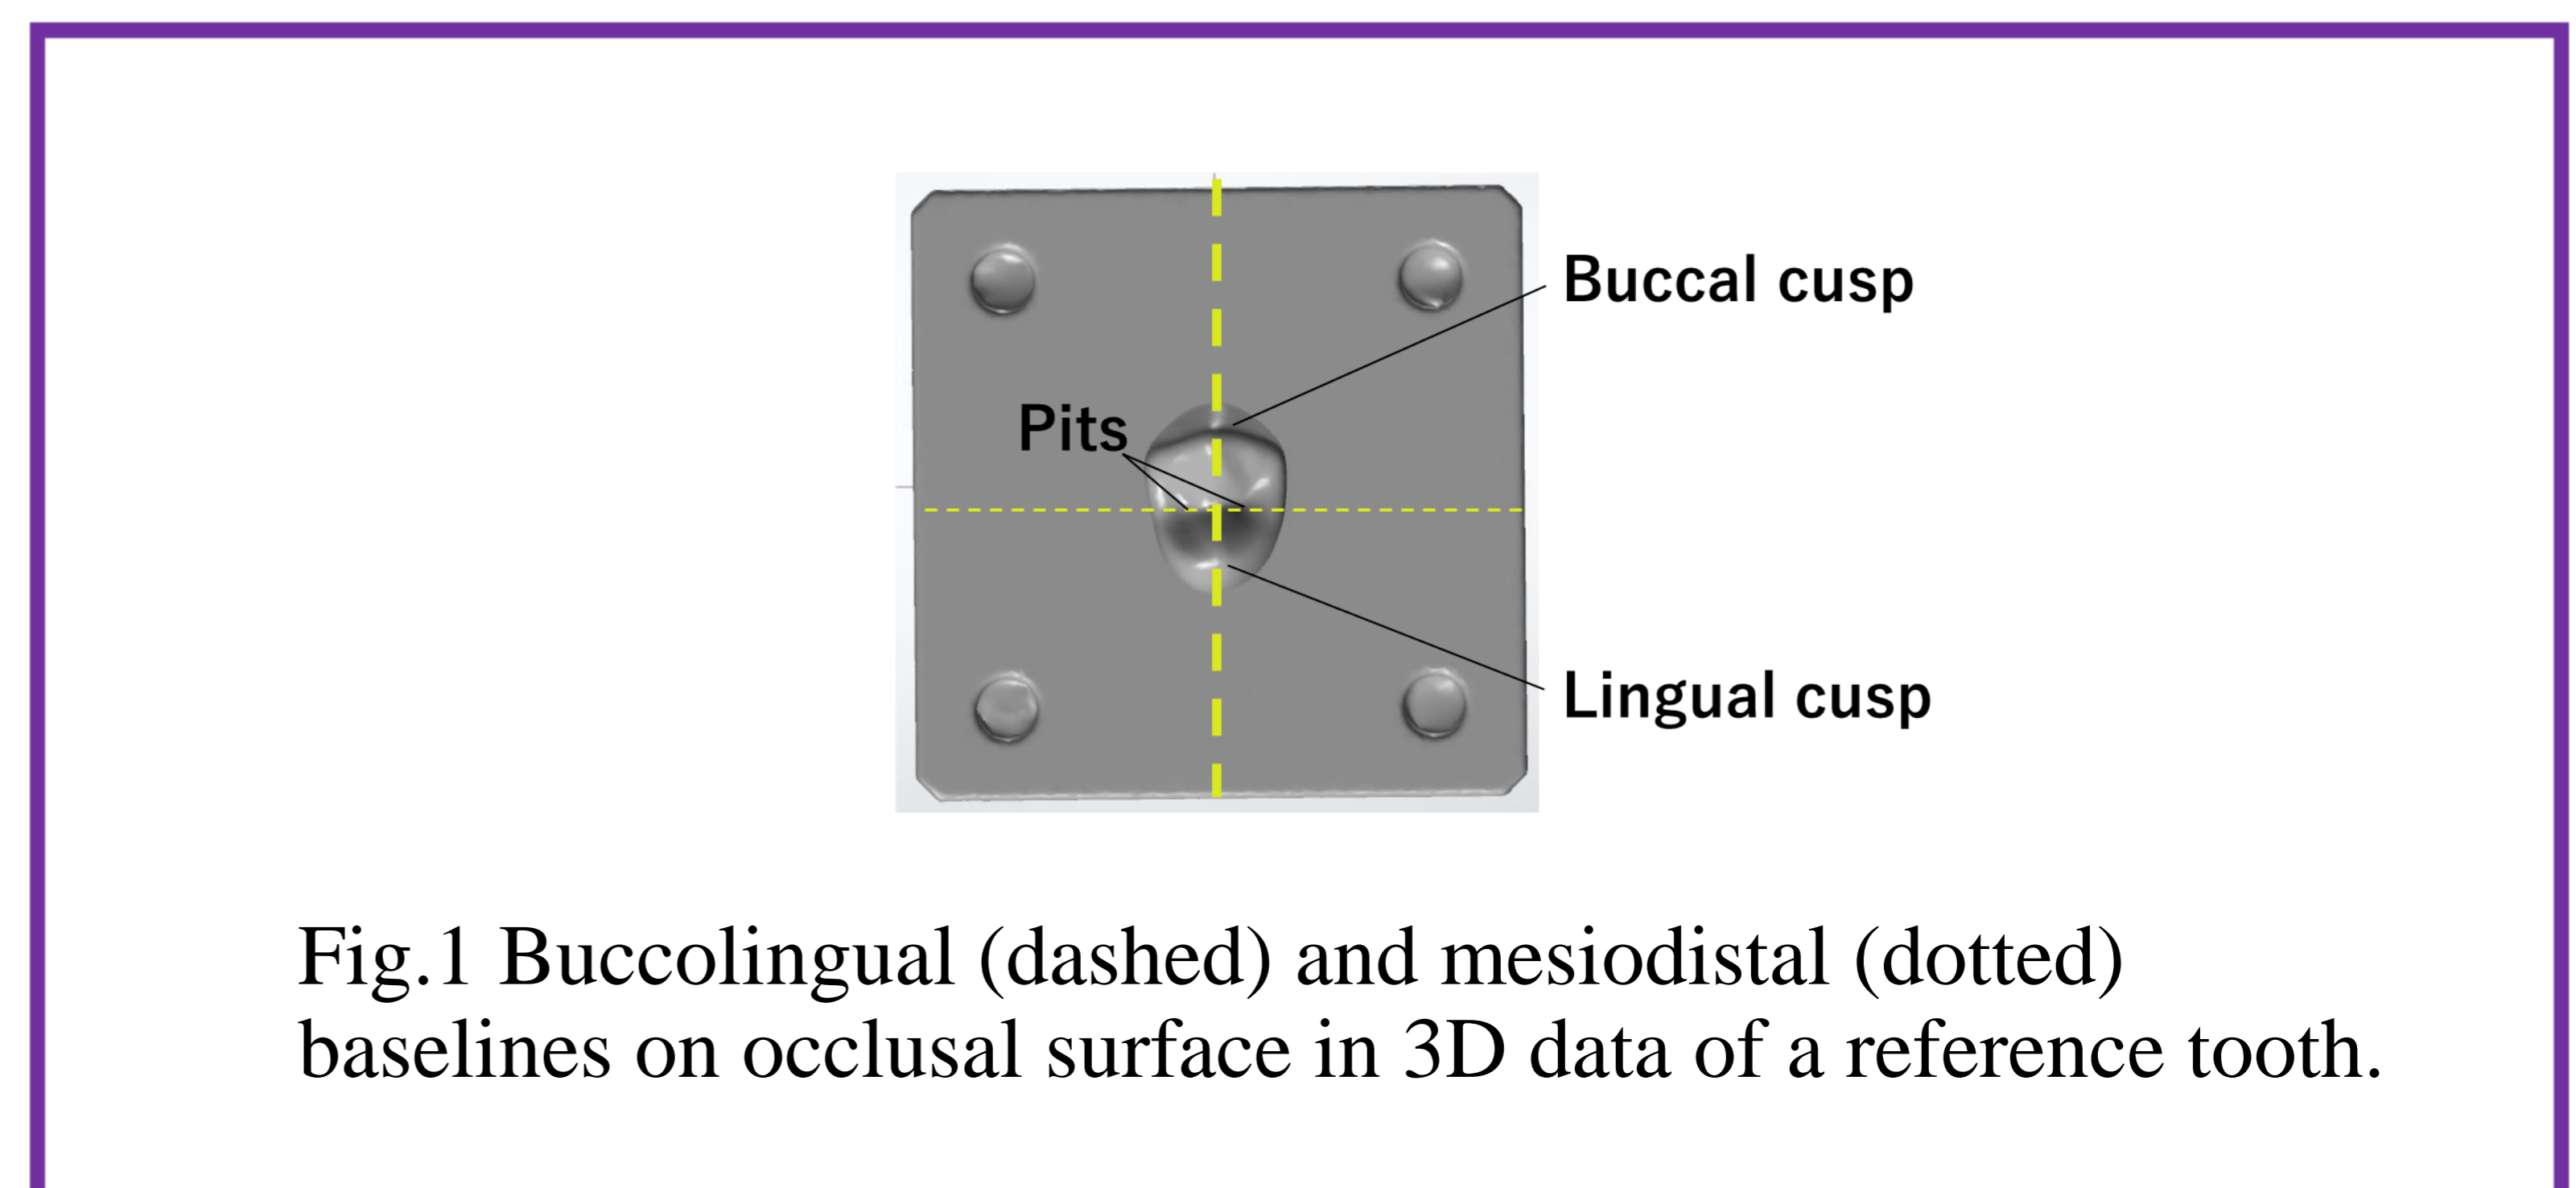 Buccal cusp
Pits
Lingual cusp
Fig.1 Buccolingual (dashed) and mesiodistal (dotted)
baselines on occlusal surface in 3D data of a reference tooth.